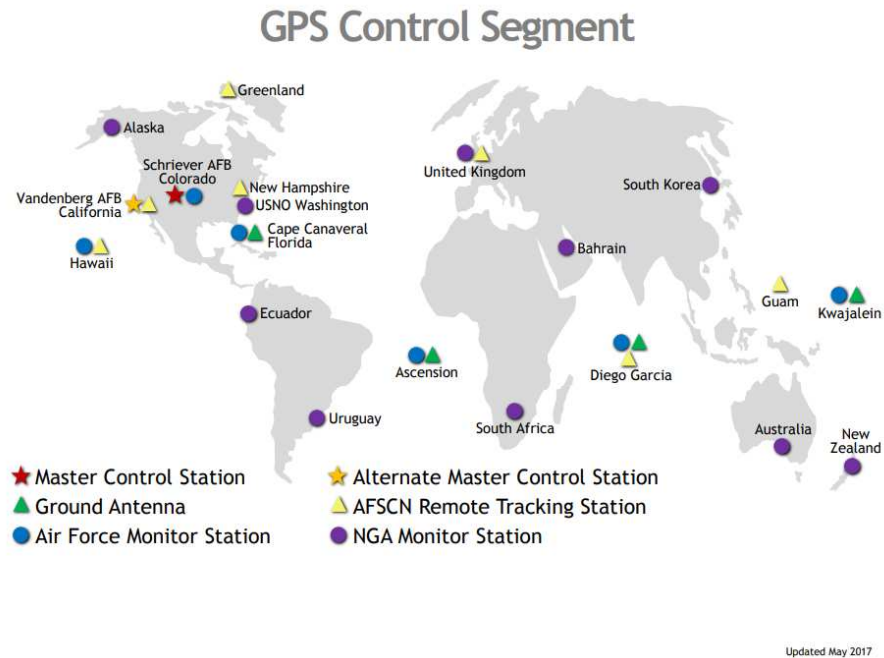 GPS Control Segment
Greenland
Alaska
Schriever AFB
Colorado
Vandenberg AFB
California
New Hampshire
USNO Washington
Cape Canaveral
Florida
Hawaii
United Kingdom
South Korea
Bahrain
Guam
Kwajalein
Ecuador
Ascension
Diego Garcia
Uruguay
South Africa
Australia
New
Zealand
Master Control Station
Alternate Master Control Station
Ground Antenna
AFSCN Remote Tracking Station
Air Force Monitor Station
NGA Monitor Station
Updated May 2017